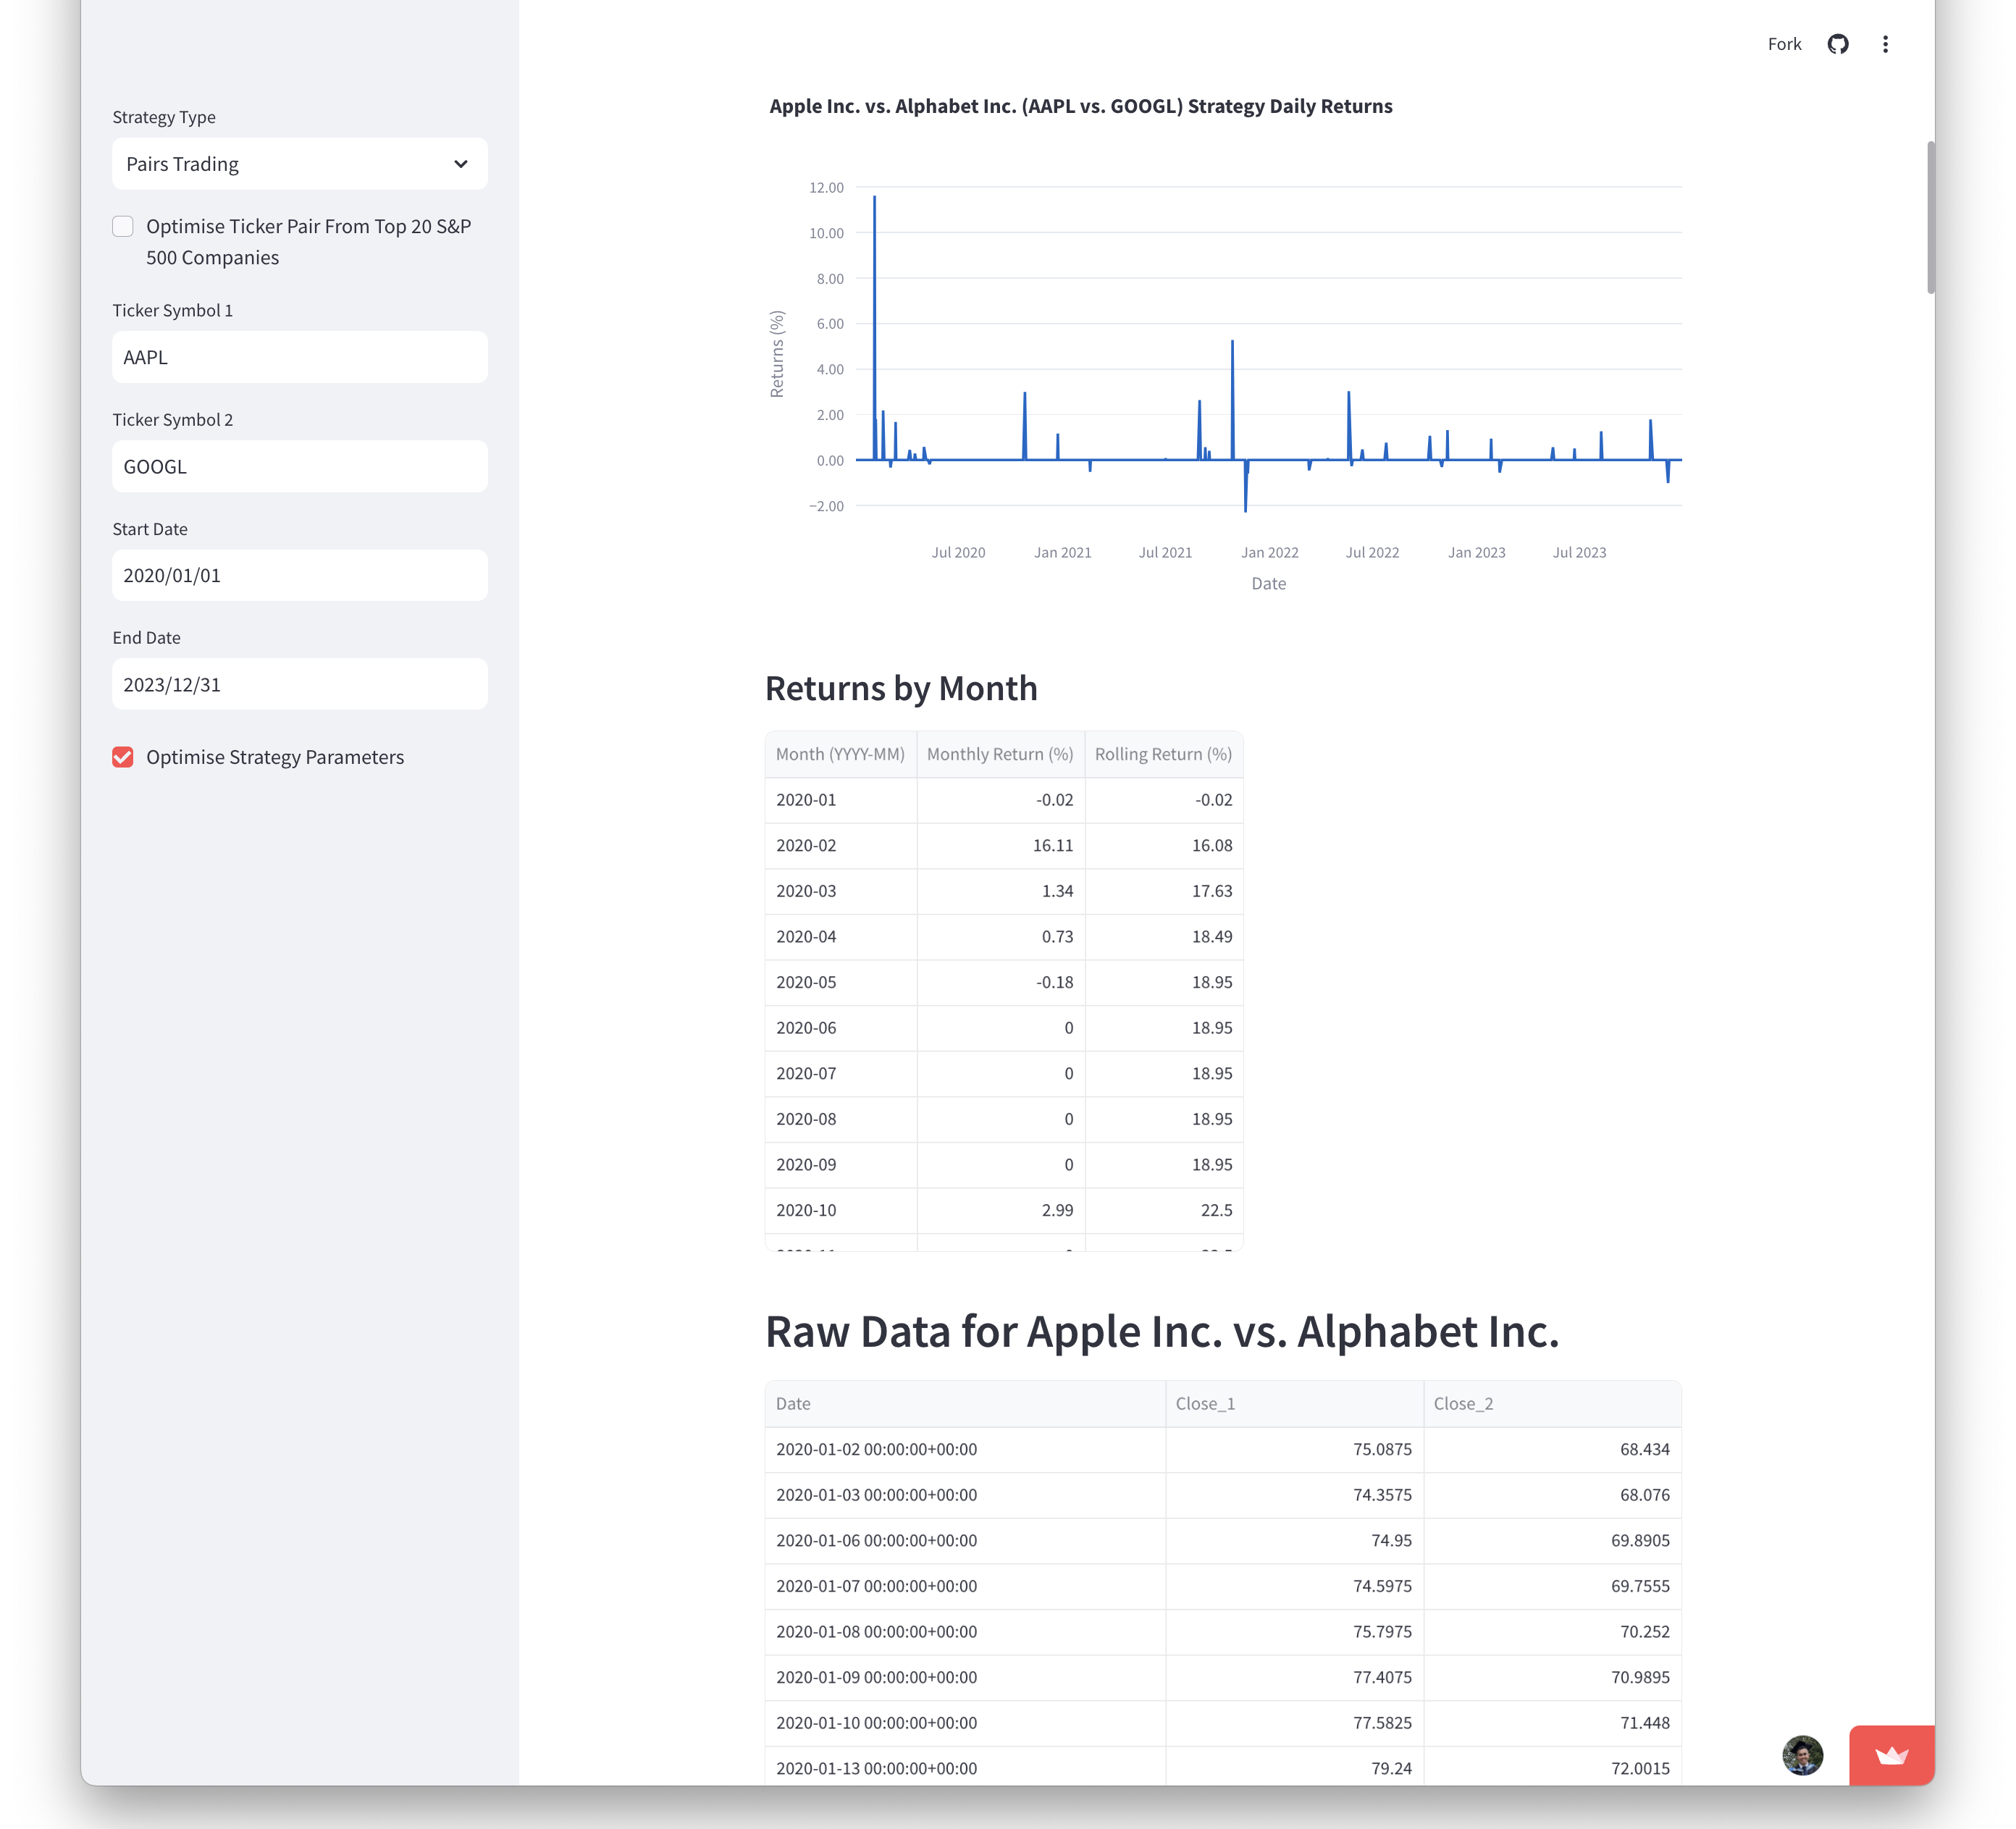 Fork
Strategy Type
Pairs Trading
Optimise Ticker Pair From Top 20 S&P
500 Companies
Ticker Symbol 1
AAPL
Ticker Symbol 2
GOOGL
Start Date
2020/01/01
End Date
2023/12/31
Optimise Strategy Parameters
Apple Inc. vs. Alphabet Inc. (AAPL vs. GOOGL) Strategy Daily Returns
12.00
10.00
8.00
6.00
4.00
2.00
0.00
−2.00
Returns (%)
Jul 2020 Jan 2021 Jul 2021 Jan 2022 Jul 2022 Jan 2023 Jul 2023
Date
Returns by Month
Month (YYYY-MM) Monthly Return (%) Rolling Return (%)
2020-01 -0.02 -0.02
2020-02 16.11 16.08
2020-03 1.34 17.63
2020-04 0.73 18.49
2020-05 -0.18 18.95
2020-06 0 18.95
2020-07 0 18.95
2020-08 0 18.95
2020-09 0 18.95
2020-10 2.99 22.5
Raw Data for Apple Inc. vs. Alphabet Inc.
Date Close_1 Close_2
2020-01-02 00:00:00+00:00 75.0875 68.434
2020-01-03 00:00:00+00:00 74.3575 68.076
2020-01-06 00:00:00+00:00 74.95 69.8905
2020-01-07 00:00:00+00:00 74.5975 69.7555
2020-01-08 00:00:00+00:00 75.7975 70.252
2020-01-09 00:00:00+00:00 77.4075 70.9895
2020-01-10 00:00:00+00:00 77.5825 71.448
2020-01-13 00:00:00+00:00 79.24 72.0015